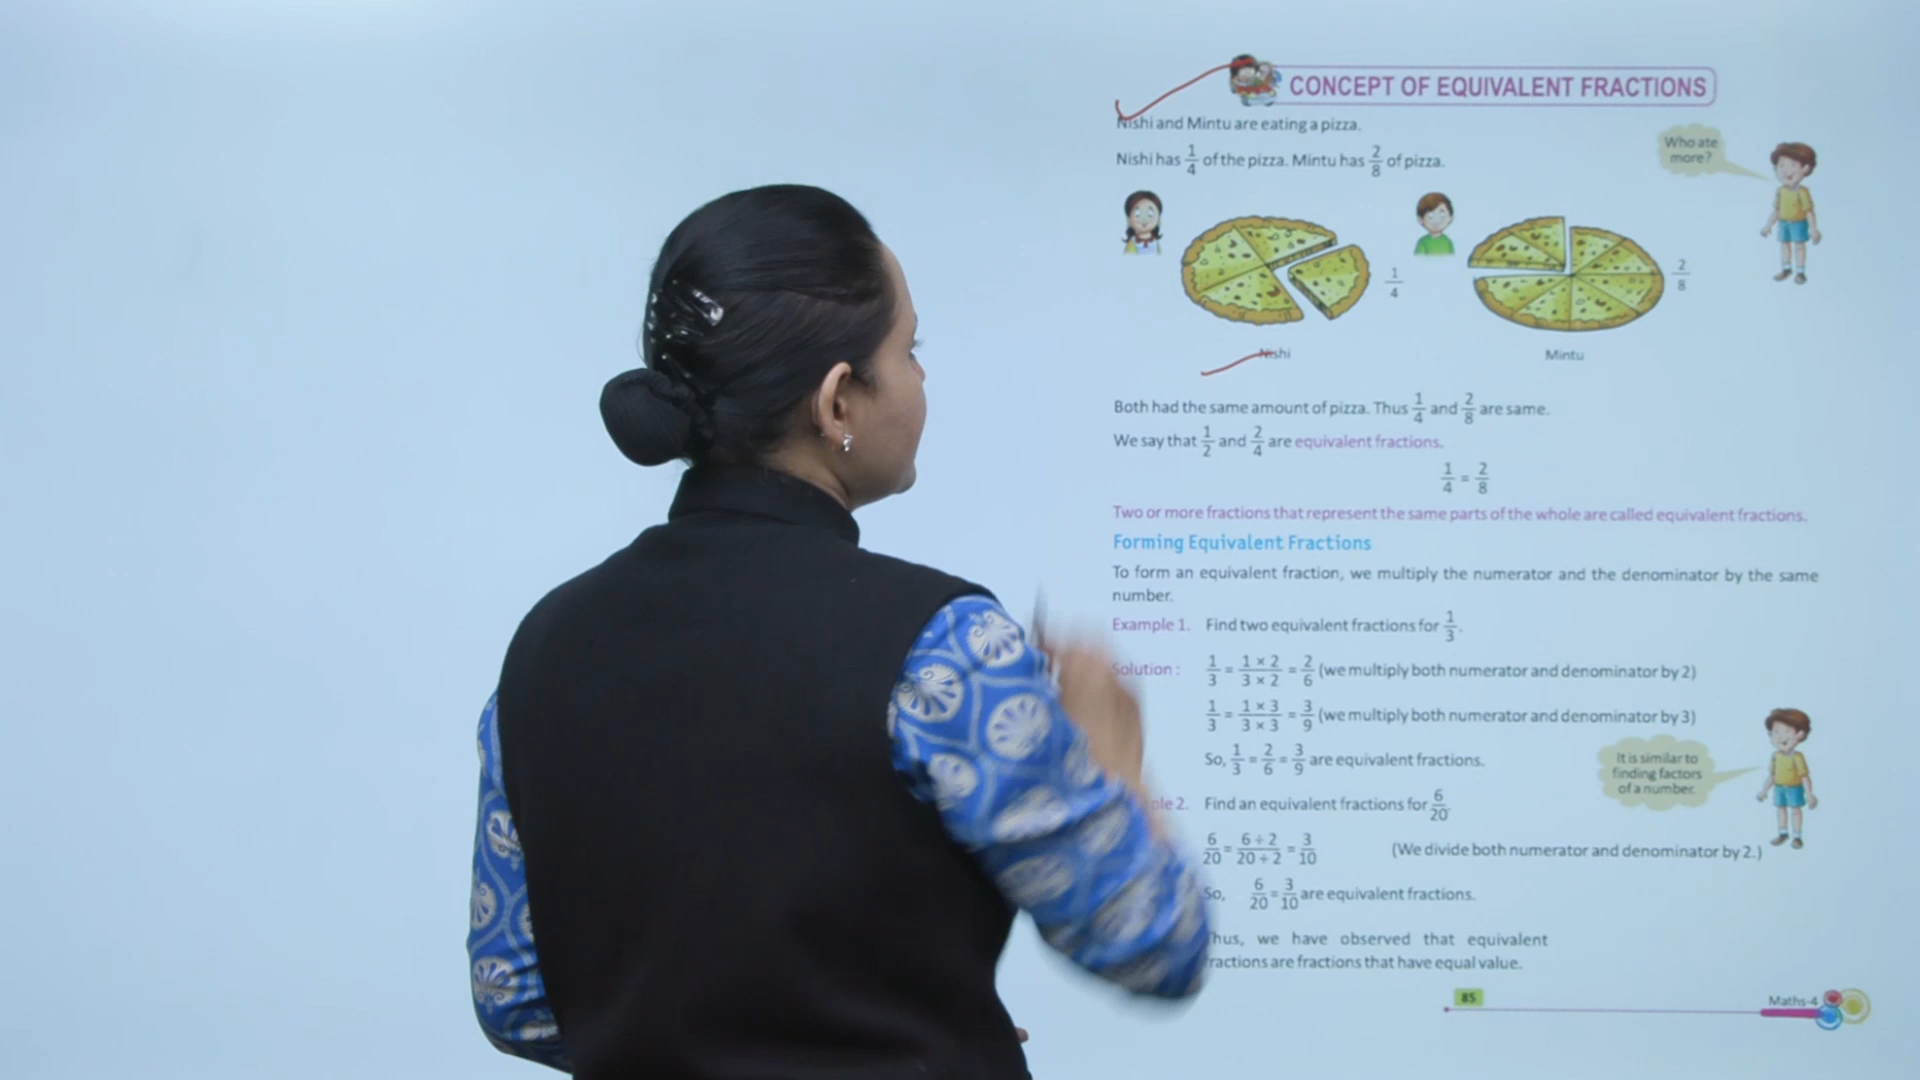 CONCEPT OF EQUIVALENT FRACTIONS
Nishi and Mintu are eating a pizza.
Nishi has 1/4 of the pizza. Mintu has 2/8 of pizza.
Who ate
more?
1/4
2/8
Nishi
Mintu
Both had the same amount of pizza. Thus 1/4 and 2/8 are same.
We say that 1/2 and 2/4 are equivalent fractions.
1/4 = 2/8
Two or more fractions that represent the same parts of the whole are called equivalent fractions.
Forming Equivalent Fractions
To form an equivalent fraction, we multiply the numerator and the denominator by the same
number.
Example 1. Find two equivalent fractions for 1/3.
Solution : 1/3 = 1 × 2/3 × 2 = 2/6 (we multiply both numerator and denominator by 2)
1/3 = 1 × 3/3 × 3 = 3/9 (we multiply both numerator and denominator by 3)
So, 1/3 = 2/6 = 3/9 are equivalent fractions.
It is similar to
finding factors
of a number.
2. Find an equivalent fractions for 6/20.
6/20 = 6 ÷ 2/20 ÷ 2 = 3/10 (We divide both numerator and denominator by 2.)
So, 6/20 = 3/10 are equivalent fractions.
we have observed that equivalent
are fractions that have equal value.
85
Maths-4